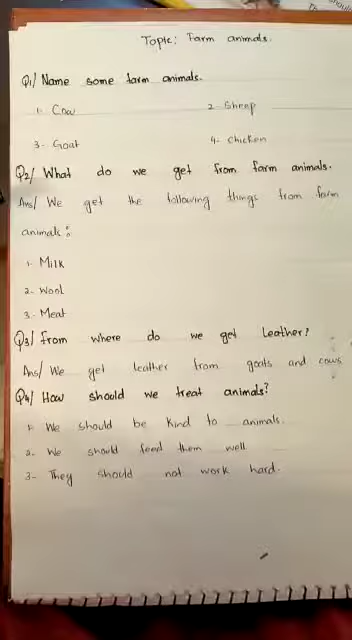 Topic: Farm animals.
Q1/ Name some farm animals.
1- Cow 2- Sheep
3- Goat 4- Chicken
Q2/ What do we get from farm animals.
Ans/ We get the following things from farm
animals:
1- Milk
2- Wool
3- Meat
Q3/ From where do we get Leather?
Ans/ We get leather from goats and cows
Q4/ How should we treat animals?
1- We should be kind to animals.
2- We should feed them well
3- They should not work hard.